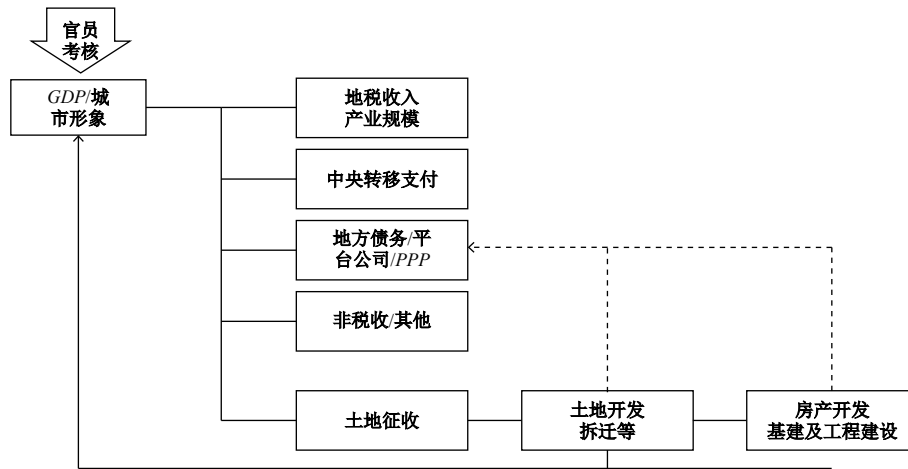 官员
考核
GDP/城
市形象
地税收入
产业规模
中央转移支付
地方债务/平
台公司/PPP
非税收/其他
土地征收
土地开发
拆迁等
房产开发
基建及工程建设